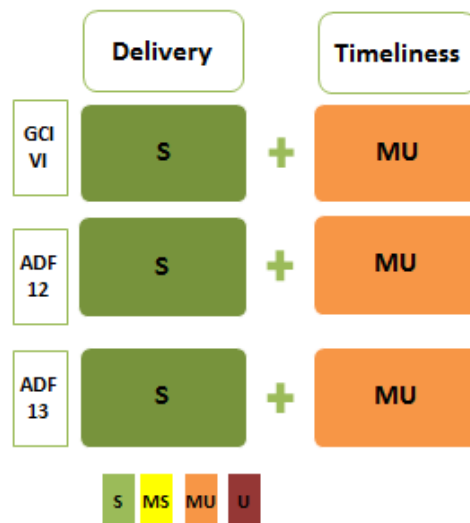 Delivery Timeliness
GCI
VI
S + MU
ADF
12
S + MU
ADF
13
S + MU
S MS MU U